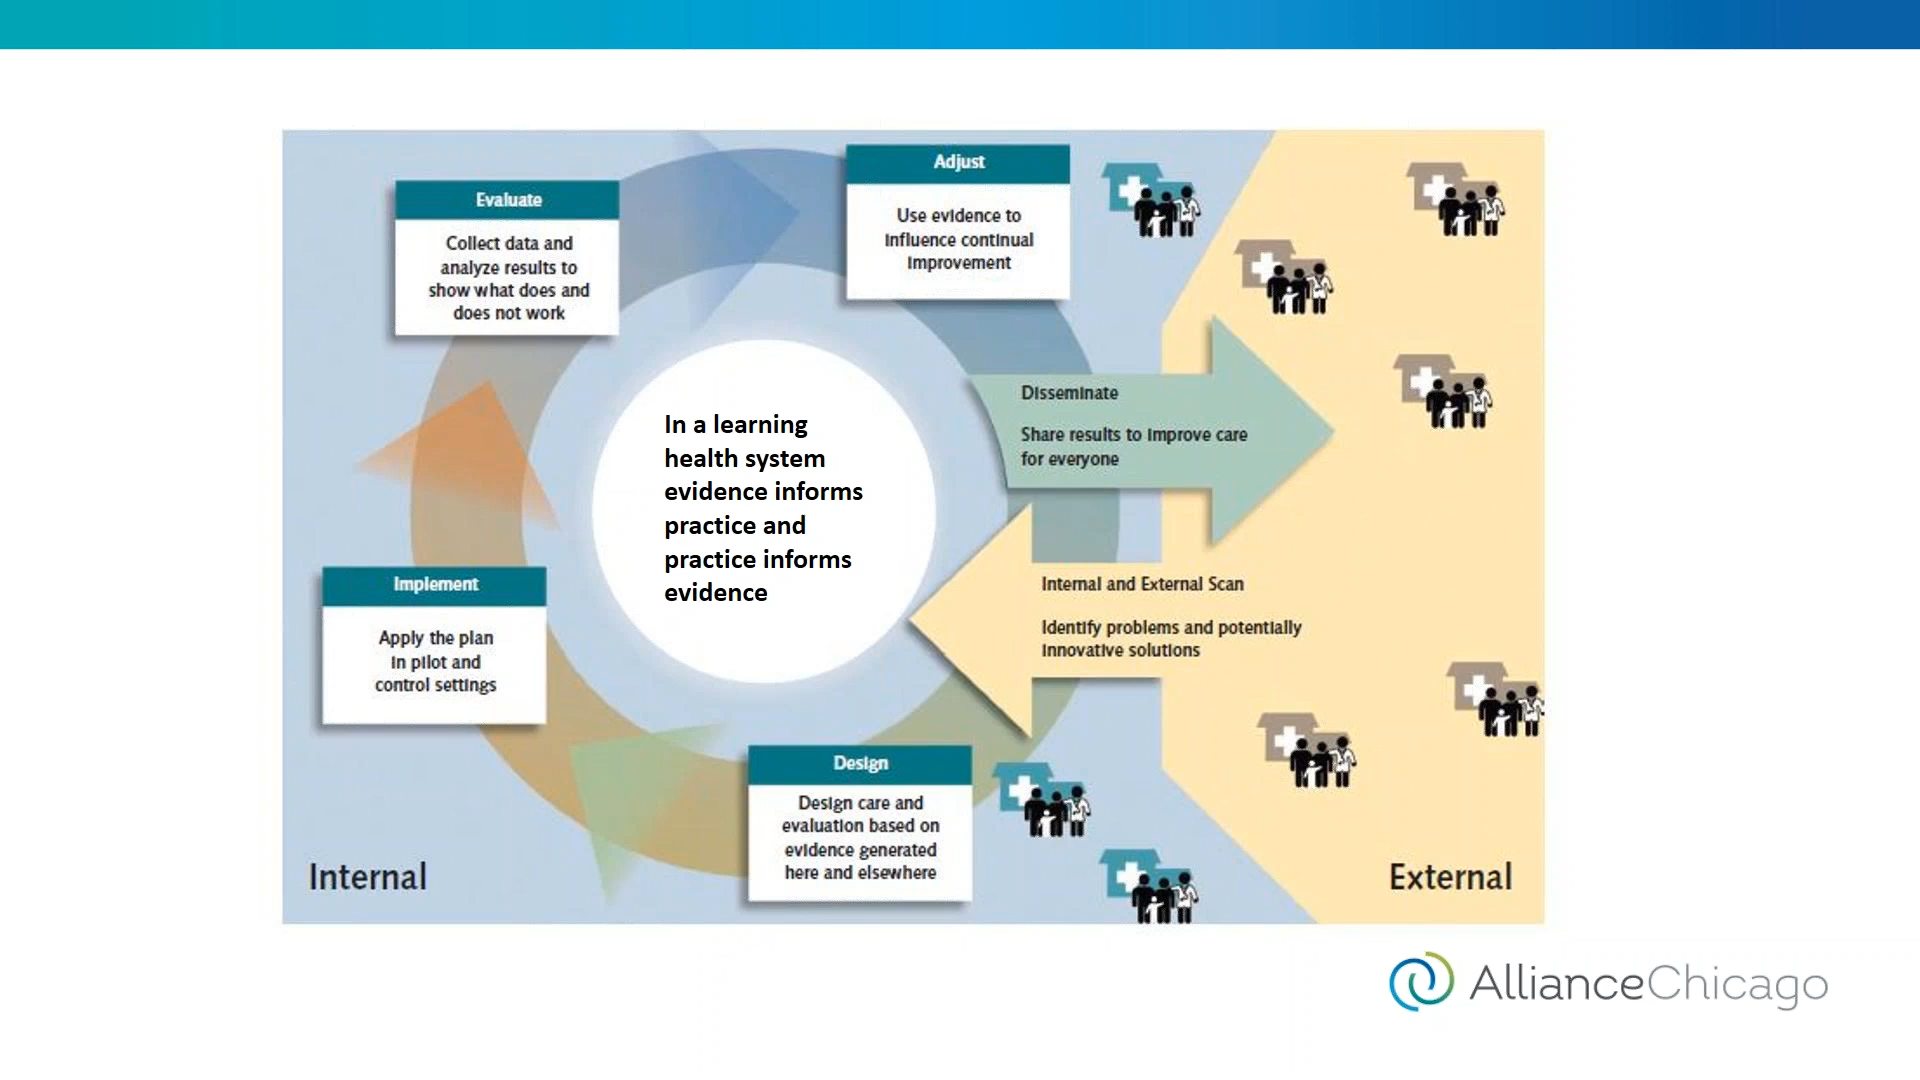 Evaluate
Collect data and
analyze results to
show what does and
does not work
Adjust
Use evidence to
influence continual
improvement
Disseminate
Share results to improve care
for everyone
In a learning
health system
evidence informs
practice and
practice informs
evidence
Internal and External Scan
Identify problems and potentially
innovative solutions
Implement
Apply the plan
in pilot and
control settings
Design
Design care and
evaluation based on
evidence generated
here and elsewhere
Internal
External
AllianceChicago